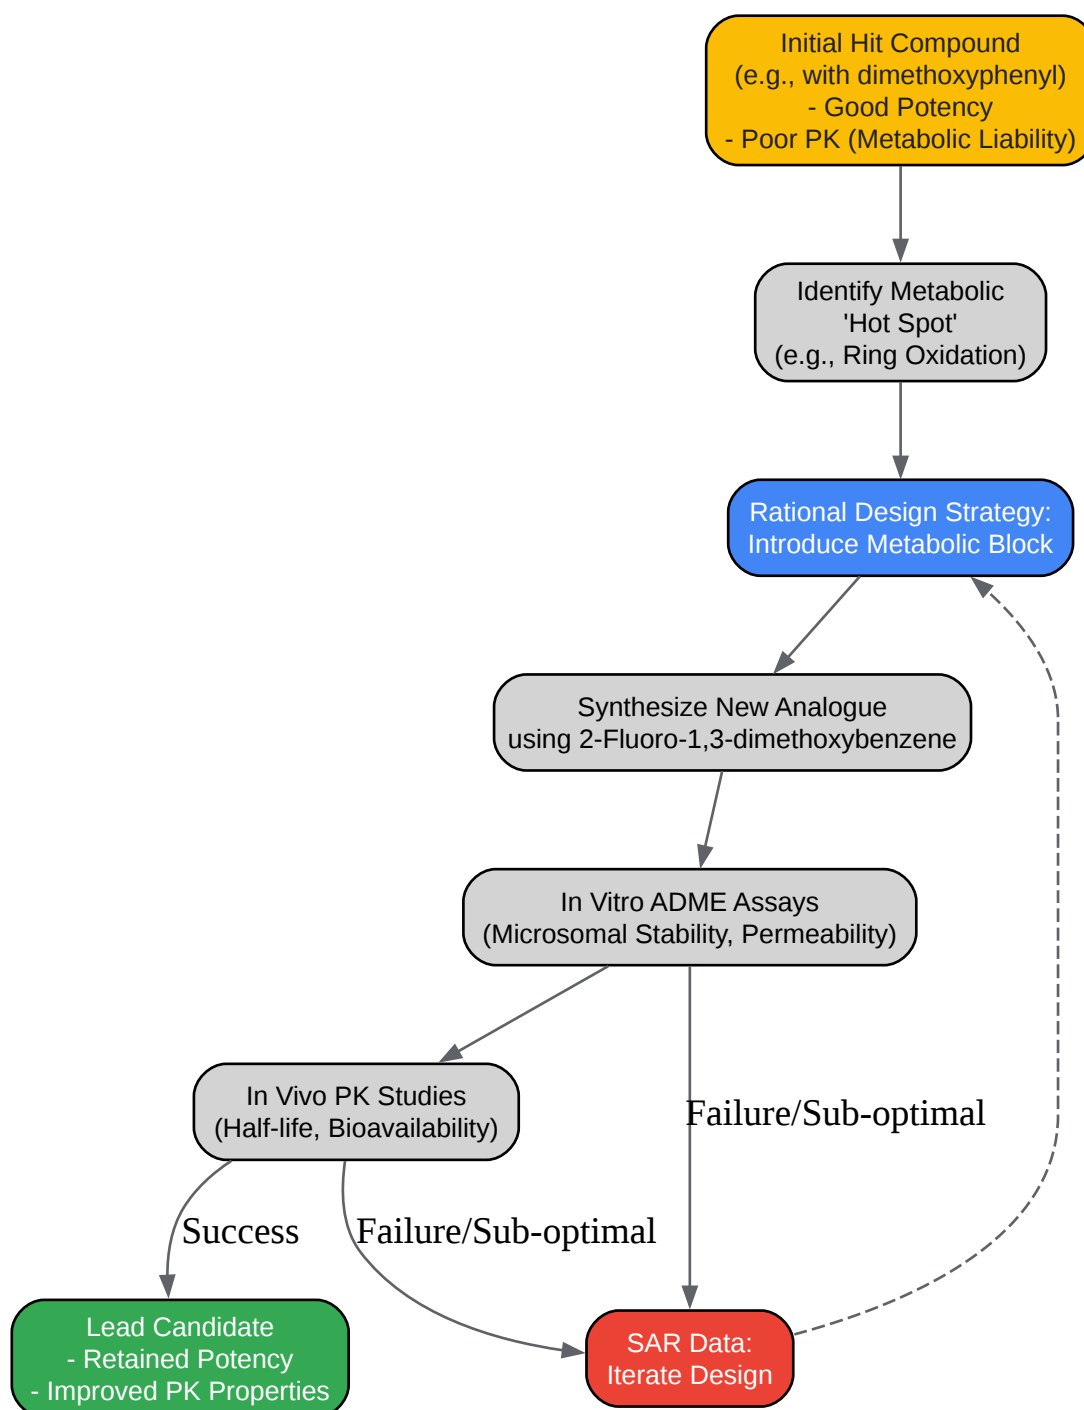 Initial Hit Compound
(e.g., with dimethoxyphenyl)
- Good Potency
- Poor PK (Metabolic Liability)
Identify Metabolic
'Hot Spot'
(e.g., Ring Oxidation)
Rational Design Strategy:
Introduce Metabolic Block
Synthesize New Analogue
using 2-Fluoro-1,3-dimethoxybenzene
In Vitro ADME Assays
(Microsomal Stability, Permeability)
In Vivo PK Studies
(Half-life, Bioavailability)
Failure/Sub-optimal
Success
Failure/Sub-optimal
Lead Candidate
- Retained Potency
- Improved PK Properties
SAR Data:
Iterate Design